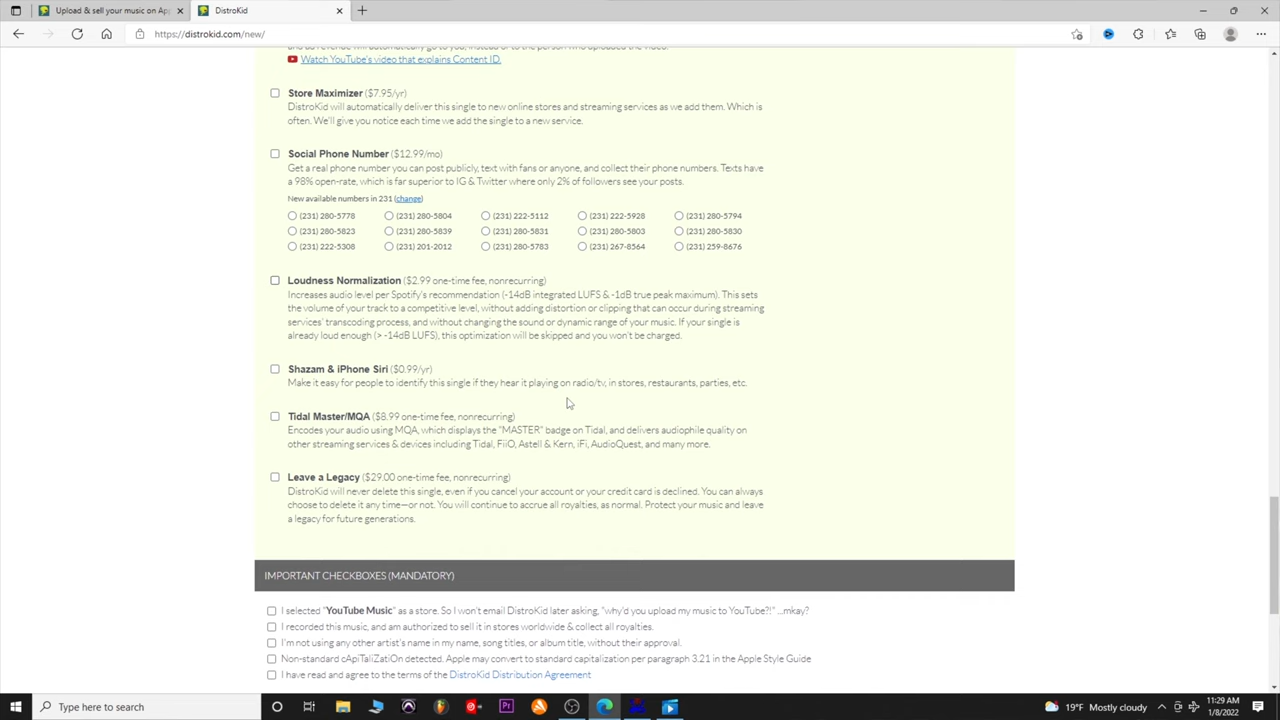 Upload & sell your music on App
DistroKid
https://distrokid.com/new/
and ad revenue will automatically go to you, instead of to the person who uploaded the video.
Watch YouTube's video that explains Content ID.
Store Maximizer ($7.95/yr)
DistroKid will automatically deliver this single to new online stores and streaming services as we add them. Which is
often. We'll give you notice each time we add the single to a new service.
Social Phone Number ($12.99/mo)
Get a real phone number you can post publicly, text with fans or anyone, and collect their phone numbers. Texts have
a 98% open-rate, which is far superior to IG & Twitter where only 2% of followers see your posts.
New available numbers in 231 (change)
(231) 280-5778 (231) 280-5804 (231) 222-5112 (231) 222-5928 (231) 280-5794
(231) 280-5823 (231) 280-5839 (231) 280-5831 (231) 280-5803 (231) 280-5830
(231) 222-5308 (231) 201-2012 (231) 280-5783 (231) 267-8564 (231) 259-8676
Loudness Normalization ($2.99 one-time fee, nonrecurring)
Increases audio level per Spotify's recommendation (-14dB integrated LUFS & -1dB true peak maximum). This sets
the volume of your track to a competitive level, without adding distortion or clipping that can occur during streaming
services' transcoding process, and without changing the sound or dynamic range of your music. If your single is
already loud enough (> -14dB LUFS), this optimization will be skipped and you won't be charged.
Shazam & iPhone Siri ($0.99/yr)
Make it easy for people to identify this single if they hear it playing on radio/tv, in stores, restaurants, parties, etc.
Tidal Master/MQA ($8.99 one-time fee, nonrecurring)
Encodes your audio using MQA, which displays the "MASTER" badge on Tidal, and delivers audiophile quality on
other streaming services & devices including Tidal, FiiO, Astell & Kern, iFi, AudioQuest, and many more.
Leave a Legacy ($29.00 one-time fee, nonrecurring)
DistroKid will never delete this single, even if you cancel your account or your credit card is declined. You can always
choose to delete it any time—or not. You will continue to accrue all royalties, as normal. Protect your music and leave
a legacy for future generations.
IMPORTANT CHECKBOXES (MANDATORY)
I selected "YouTube Music" as a store. So I won't email DistroKid later asking, "why'd you upload my music to YouTube?!" ...mkay?
I recorded this music, and am authorized to sell it in stores worldwide & collect all royalties.
I'm not using any other artist's name in my name, song titles, or album title, without their approval.
Non-standard cApiTaliZatiOn detected. Apple may convert to standard capitalization per paragraph 3.21 in the Apple Style Guide
I have read and agree to the terms of the DistroKid Distribution Agreement
Type here to search
Pr
19°F Mostly cloudy
11:29 AM
1/8/2022